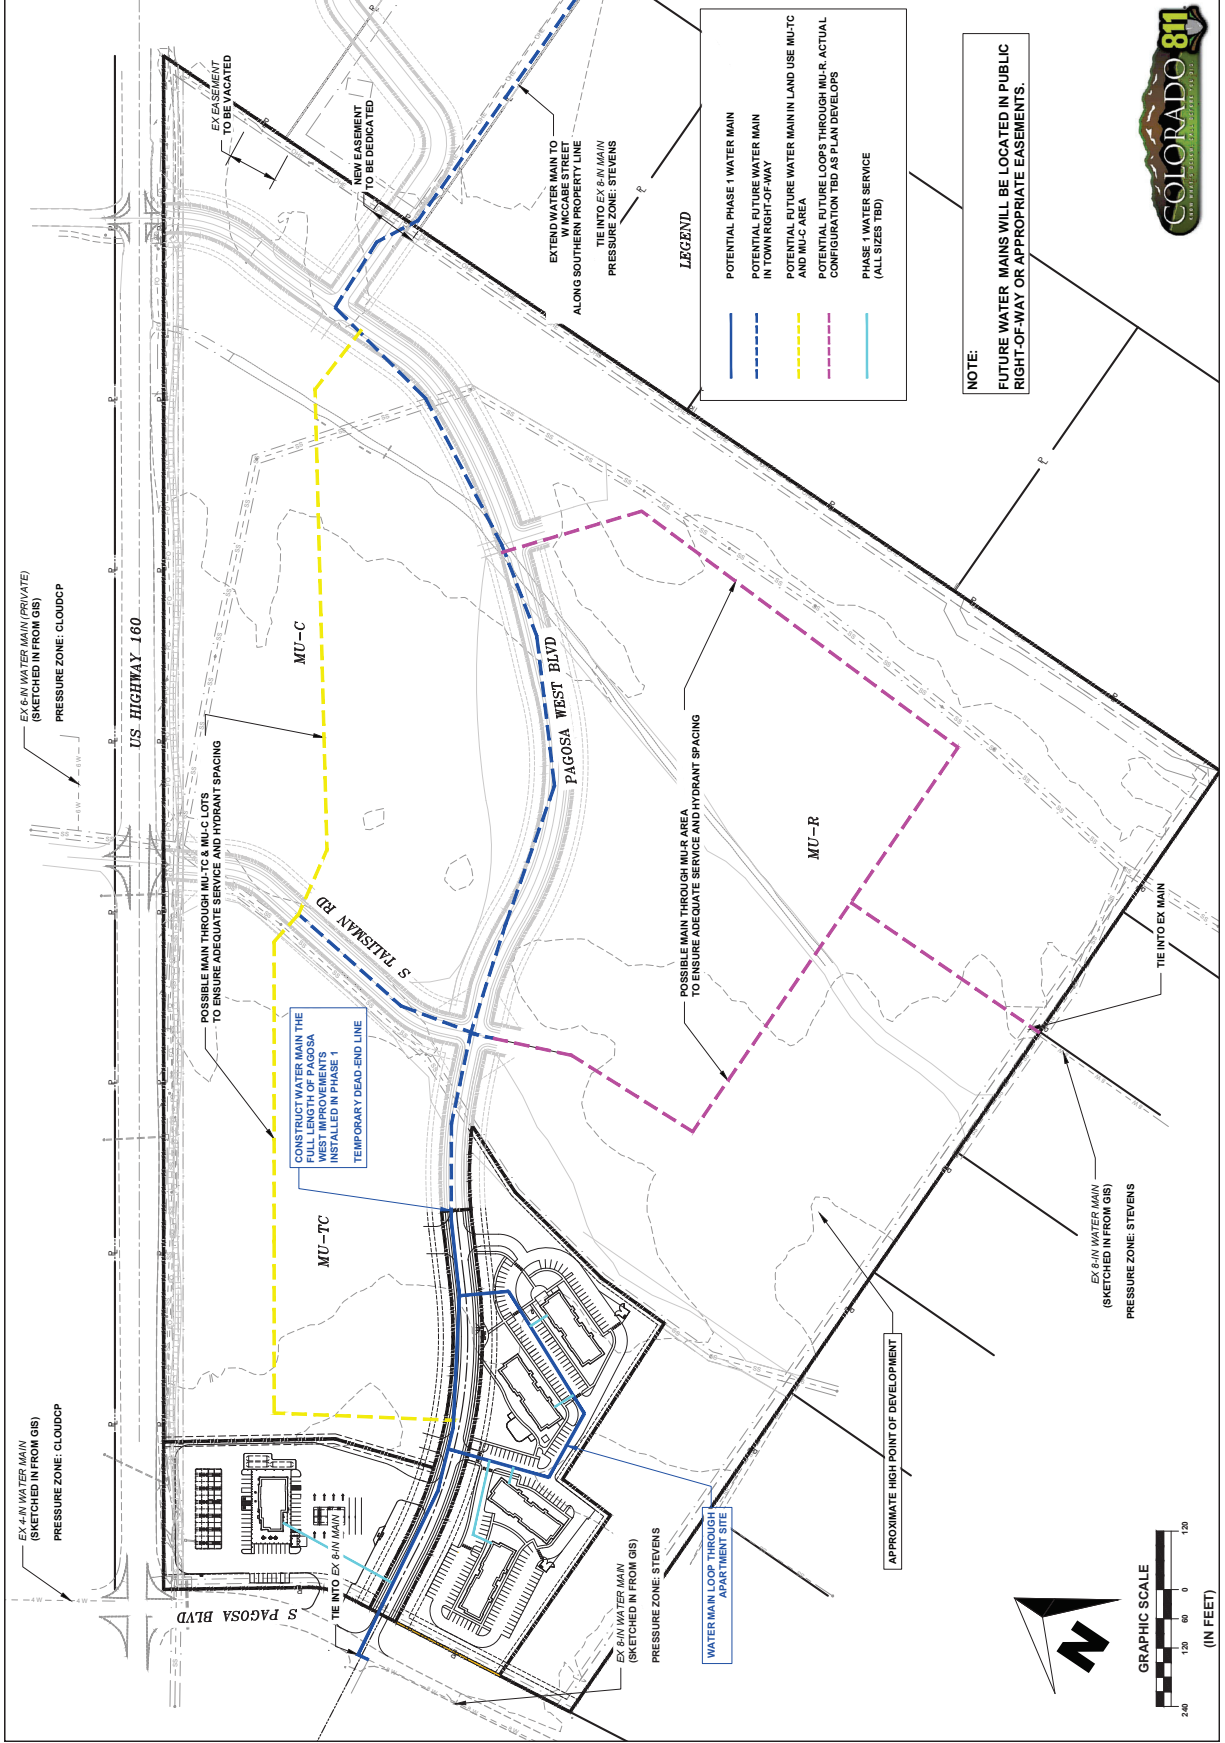 EX 4-IN WATER MAIN
(SKETCHED IN FROM GIS)
PRESSURE ZONE: CLOUDCP
EX 6-IN WATER MAIN (PRIVATE)
(SKETCHED IN FROM GIS)
PRESSURE ZONE: CLOUDCP
US HIGHWAY 160
EX EASEMENT
TO BE VACATED
NEW EASEMENT
TO BE DEDICATED
POSSIBLE MAIN THROUGH MU-TC & MU-C LOTS
TO ENSURE ADEQUATE SERVICE AND HYDRANT SPACING
MU-C
MU-TC
S PAGOSA BLVD
S TALISMAN RD
PAGOSA WEST BLVD
CONSTRUCT WATER MAIN THE
FULL LENGTH OF PAGOSA
WEST IMPROVEMENTS
INSTALLED IN PHASE 1
TEMPORARY DEAD-END LINE
TIE INTO EX 8-IN MAIN
EXTEND WATER MAIN TO
W MCCABE STREET
ALONG SOUTHERN PROPERTY LINE
TIE INTO EX 8-IN MAIN
PRESSURE ZONE: STEVENS
EX 8-IN WATER MAIN
(SKETCHED IN FROM GIS)
PRESSURE ZONE: STEVENS
WATER MAIN LOOP THROUGH
APARTMENT SITE
POSSIBLE MAIN THROUGH MU-R AREA
TO ENSURE ADEQUATE SERVICE AND HYDRANT SPACING
MU-R
APPROXIMATE HIGH POINT OF DEVELOPMENT
EX 8-IN WATER MAIN
(SKETCHED IN FROM GIS)
PRESSURE ZONE: STEVENS
TIE INTO EX MAIN
LEGEND
POTENTIAL PHASE 1 WATER MAIN
POTENTIAL FUTURE WATER MAIN
IN TOWN RIGHT-OF-WAY
POTENTIAL FUTURE WATER MAIN IN LAND USE MU-TC
AND MU-C AREA
POTENTIAL FUTURE LOOPS THROUGH MU-R. ACTUAL
CONFIGURATION TBD AS PLAN DEVELOPS
PHASE 1 WATER SERVICE
(ALL SIZES TBD)
NOTE:
FUTURE WATER MAINS WILL BE LOCATED IN PUBLIC
RIGHT-OF-WAY OR APPROPRIATE EASEMENTS.
N
GRAPHIC SCALE
240 120 60 0 120
(IN FEET)
COLORADO 811